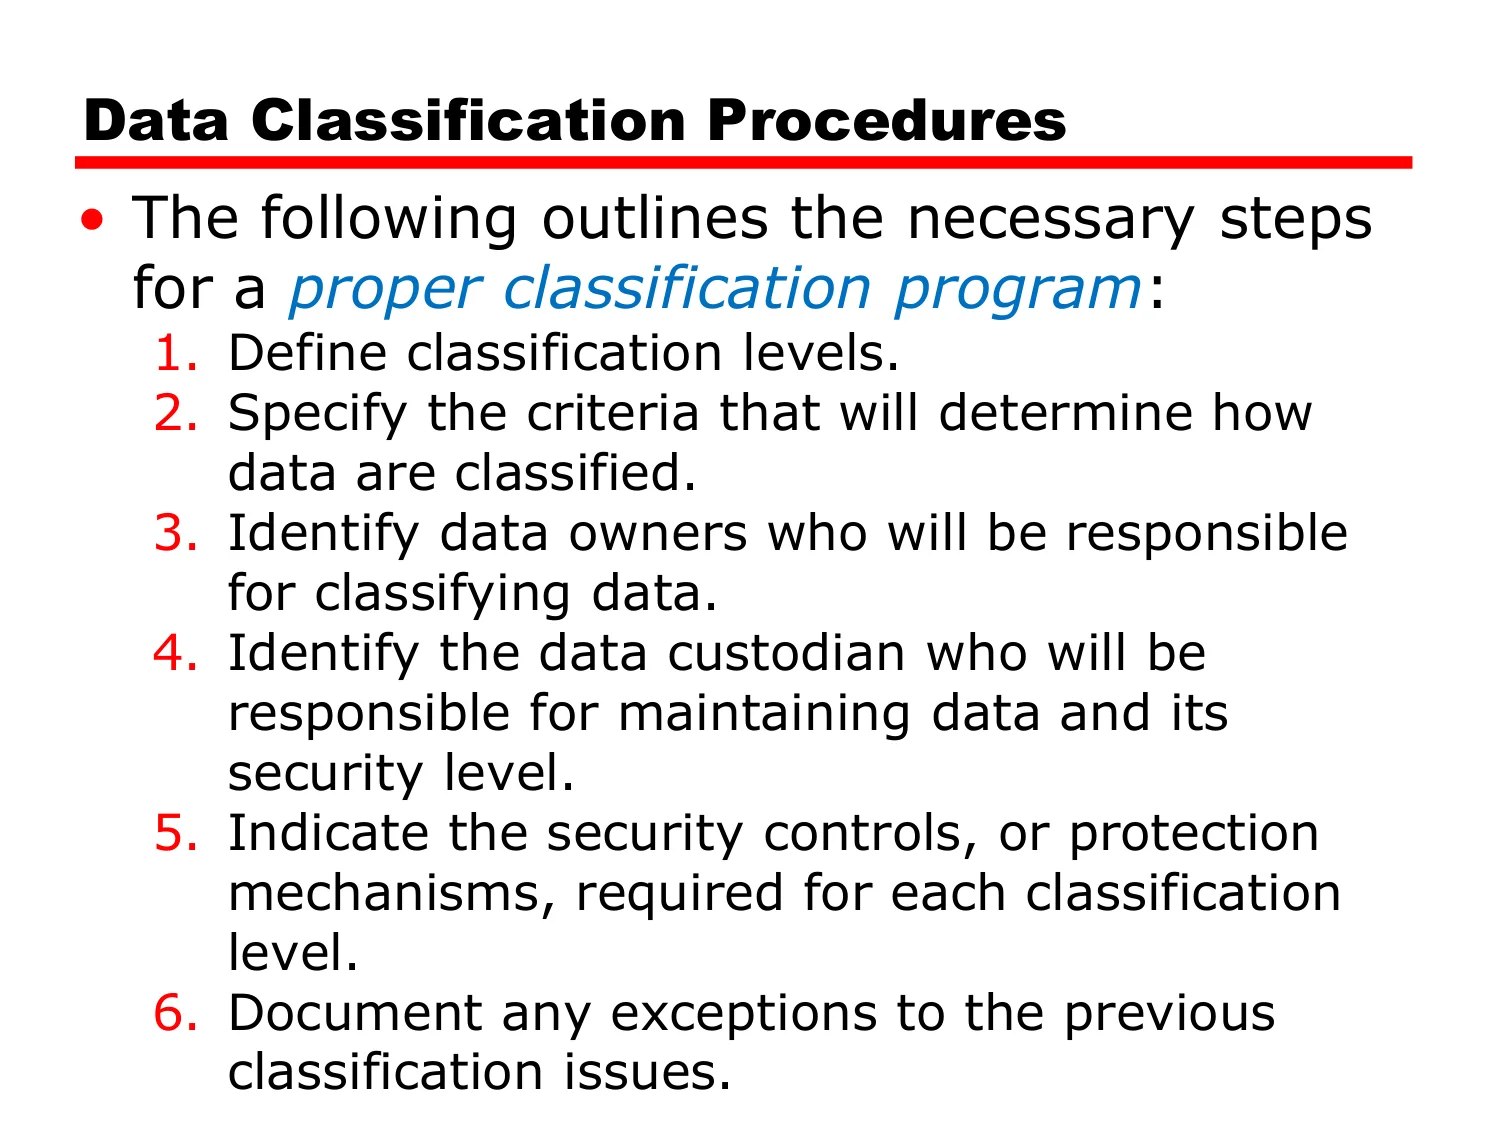 Data Classification Procedures
• The following outlines the necessary steps
for a proper classification program:
1. Define classification levels.
2. Specify the criteria that will determine how
data are classified.
3. Identify data owners who will be responsible
for classifying data.
4. Identify the data custodian who will be
responsible for maintaining data and its
security level.
5. Indicate the security controls, or protection
mechanisms, required for each classification
level.
6. Document any exceptions to the previous
classification issues.